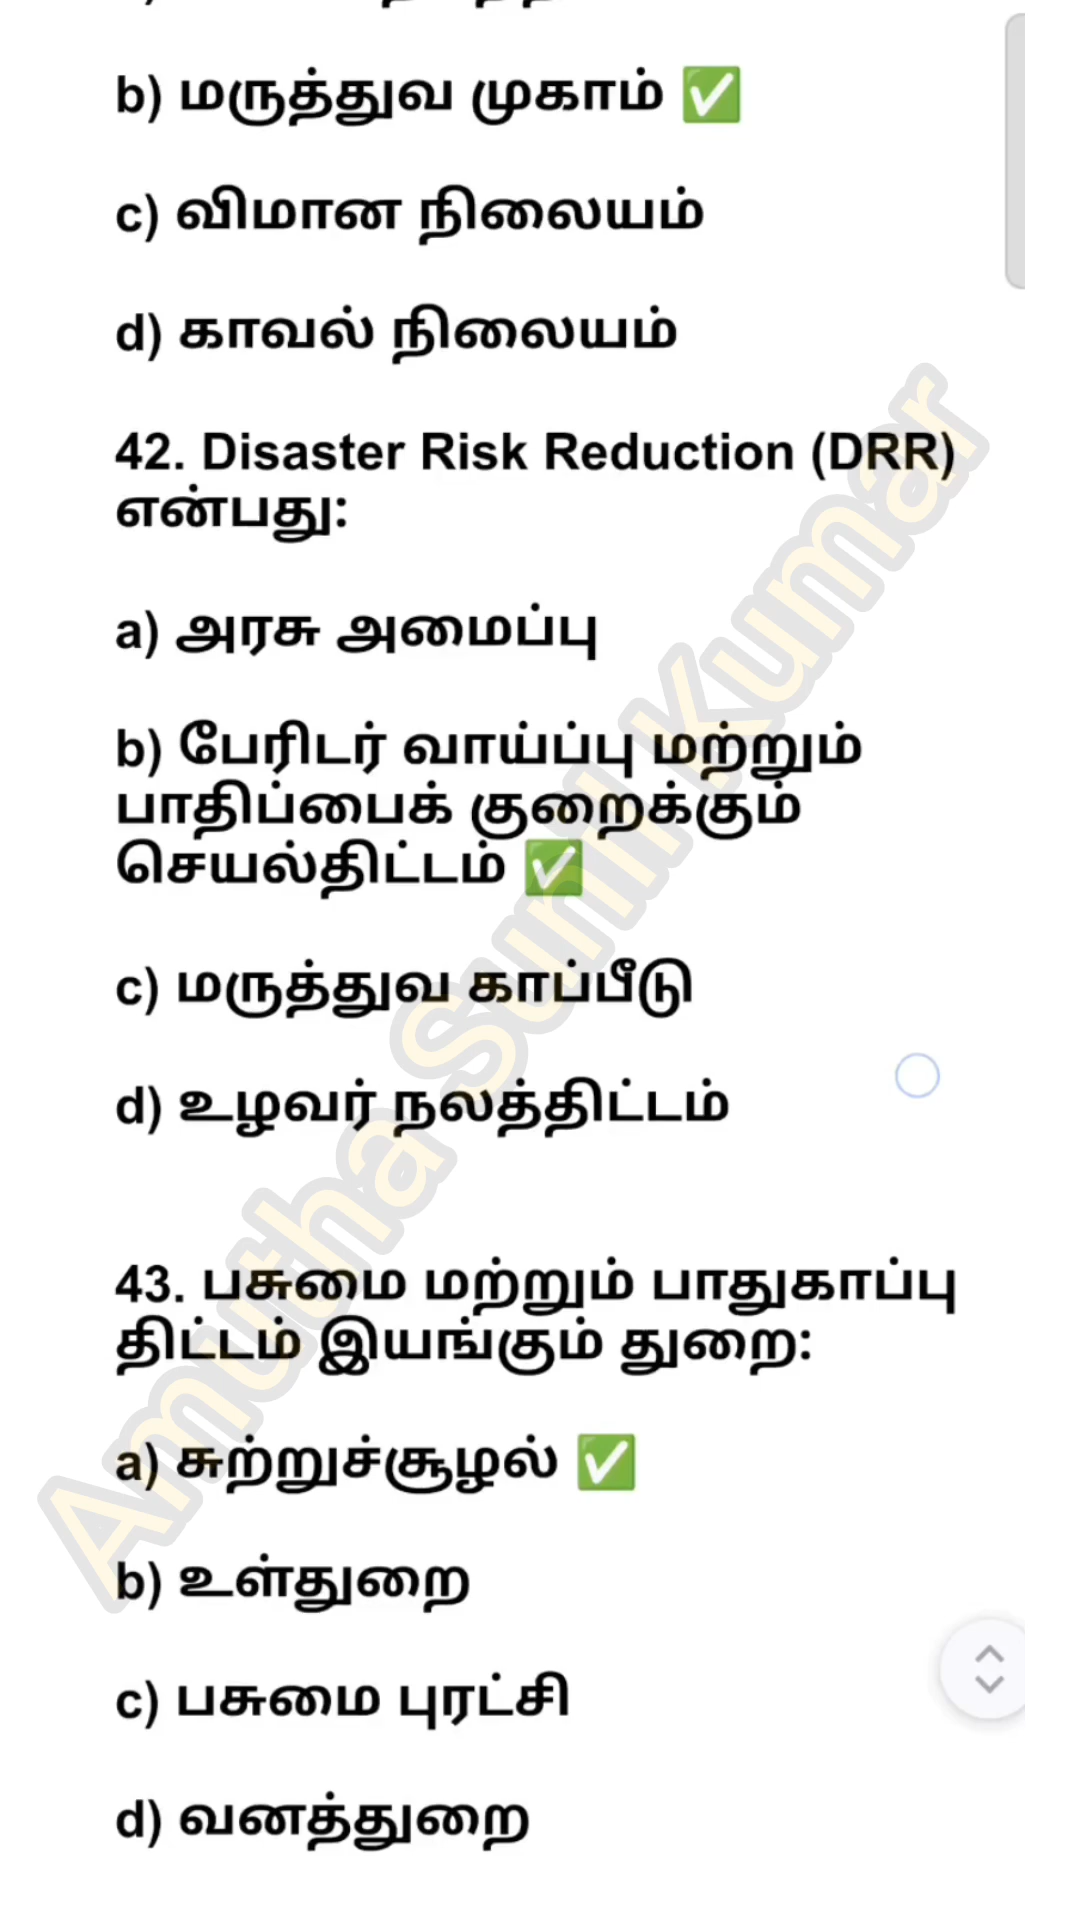 b) மருத்துவ முகாம் ✅
c) விமான நிலையம்
d) காவல் நிலையம்
42. Disaster Risk Reduction (DRR)
என்பது:
a) அரசு அமைப்பு
b) பேரிடர் வாய்ப்பு மற்றும்
பாதிப்பைக் குறைக்கும்
செயல்திட்டம் ✅
c) மருத்துவ காப்பீடு
d) உழவர் நலத்திட்டம்
43. பசுமை மற்றும் பாதுகாப்பு
திட்டம் இயங்கும் துறை:
a) சுற்றுச்சூழல் ✅
b) உள்துறை
c) பசுமை புரட்சி
d) வனத்துறை
Amutha Sunil Kumar